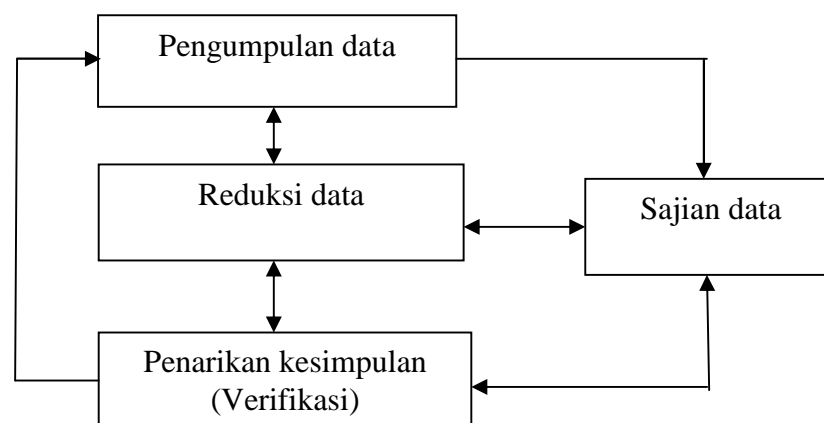 Pengumpulan data
Reduksi data
Sajian data
Penarikan kesimpulan
(Verifikasi)